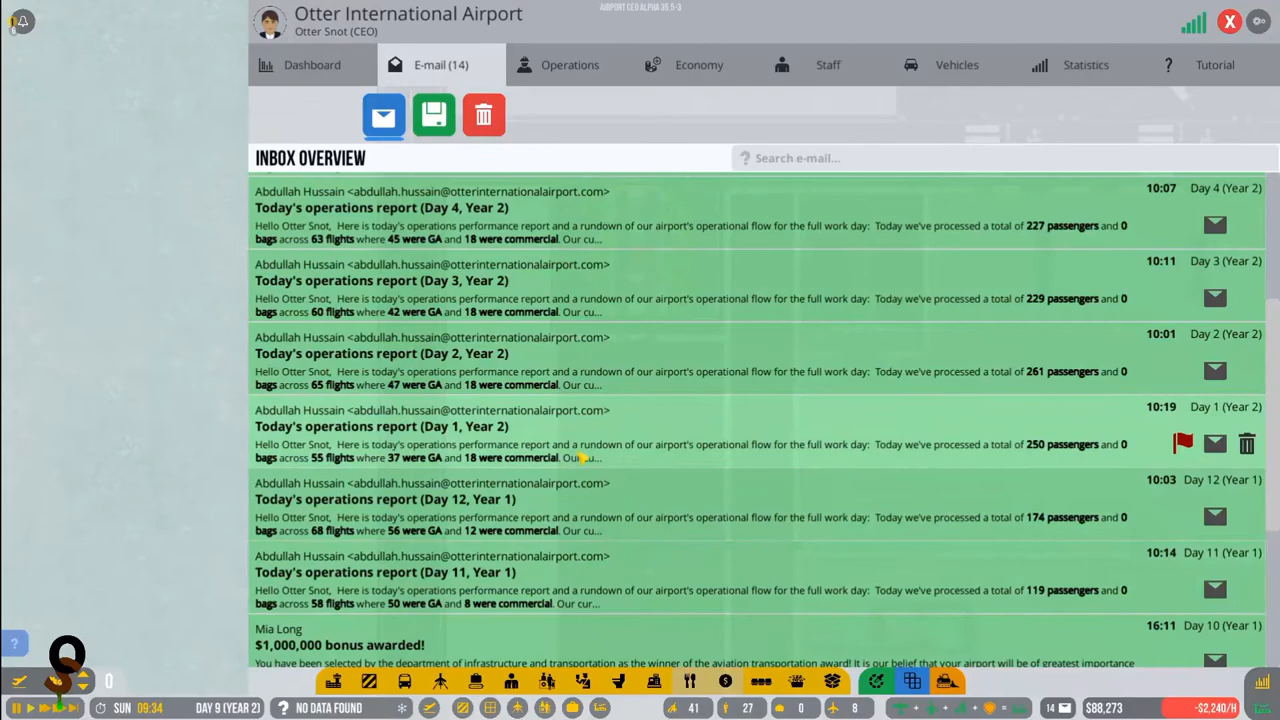 AIRPORT CEO ALPHA 35.5-3
Otter International Airport
Otter Snot (CEO)
X
Dashboard
E-mail (14)
Operations
Economy
Staff
Vehicles
Statistics
? Tutorial
INBOX OVERVIEW
? Search e-mail...
Abdullah Hussain <abdullah.hussain@otterinternationalairport.com>
10:07 Day 4 (Year 2)
Today's operations report (Day 4, Year 2)
Hello Otter Snot, Here is today's operations performance report and a rundown of our airport's operational flow for the full work day: Today we've processed a total of 227 passengers and 0
bags across 63 flights where 45 were GA and 18 were commercial. Our cu...
Abdullah Hussain <abdullah.hussain@otterinternationalairport.com>
10:11 Day 3 (Year 2)
Today's operations report (Day 3, Year 2)
Hello Otter Snot, Here is today's operations performance report and a rundown of our airport's operational flow for the full work day: Today we've processed a total of 229 passengers and 0
bags across 60 flights where 42 were GA and 18 were commercial. Our cu...
Abdullah Hussain <abdullah.hussain@otterinternationalairport.com>
10:01 Day 2 (Year 2)
Today's operations report (Day 2, Year 2)
Hello Otter Snot, Here is today's operations performance report and a rundown of our airport's operational flow for the full work day: Today we've processed a total of 261 passengers and 0
bags across 65 flights where 47 were GA and 18 were commercial. Our cu...
Abdullah Hussain <abdullah.hussain@otterinternationalairport.com>
10:19 Day 1 (Year 2)
Today's operations report (Day 1, Year 2)
Hello Otter Snot, Here is today's operations performance report and a rundown of our airport's operational flow for the full work day: Today we've processed a total of 250 passengers and 0
bags across 55 flights where 37 were GA and 18 were commercial. Our cu...
Abdullah Hussain <abdullah.hussain@otterinternationalairport.com>
10:03 Day 12 (Year 1)
Today's operations report (Day 12, Year 1)
Hello Otter Snot, Here is today's operations performance report and a rundown of our airport's operational flow for the full work day: Today we've processed a total of 174 passengers and 0
bags across 68 flights where 56 were GA and 12 were commercial. Our cu...
Abdullah Hussain <abdullah.hussain@otterinternationalairport.com>
10:14 Day 11 (Year 1)
Today's operations report (Day 11, Year 1)
Hello Otter Snot, Here is today's operations performance report and a rundown of our airport's operational flow for the full work day: Today we've processed a total of 119 passengers and 0
bags across 58 flights where 50 were GA and 8 were commercial. Our cur...
Mia Long
16:11 Day 10 (Year 1)
$1,000,000 bonus awarded!
You have been selected by the department of infrastructure and transportation as the winner of the aviation transportation award! It is our belief that your airport will be of greatest importance
?
0
SUN 09:34 DAY 9 (YEAR 2) ? NO DATA FOUND 41 27 0 8 14 $88,273 -$2,240/H